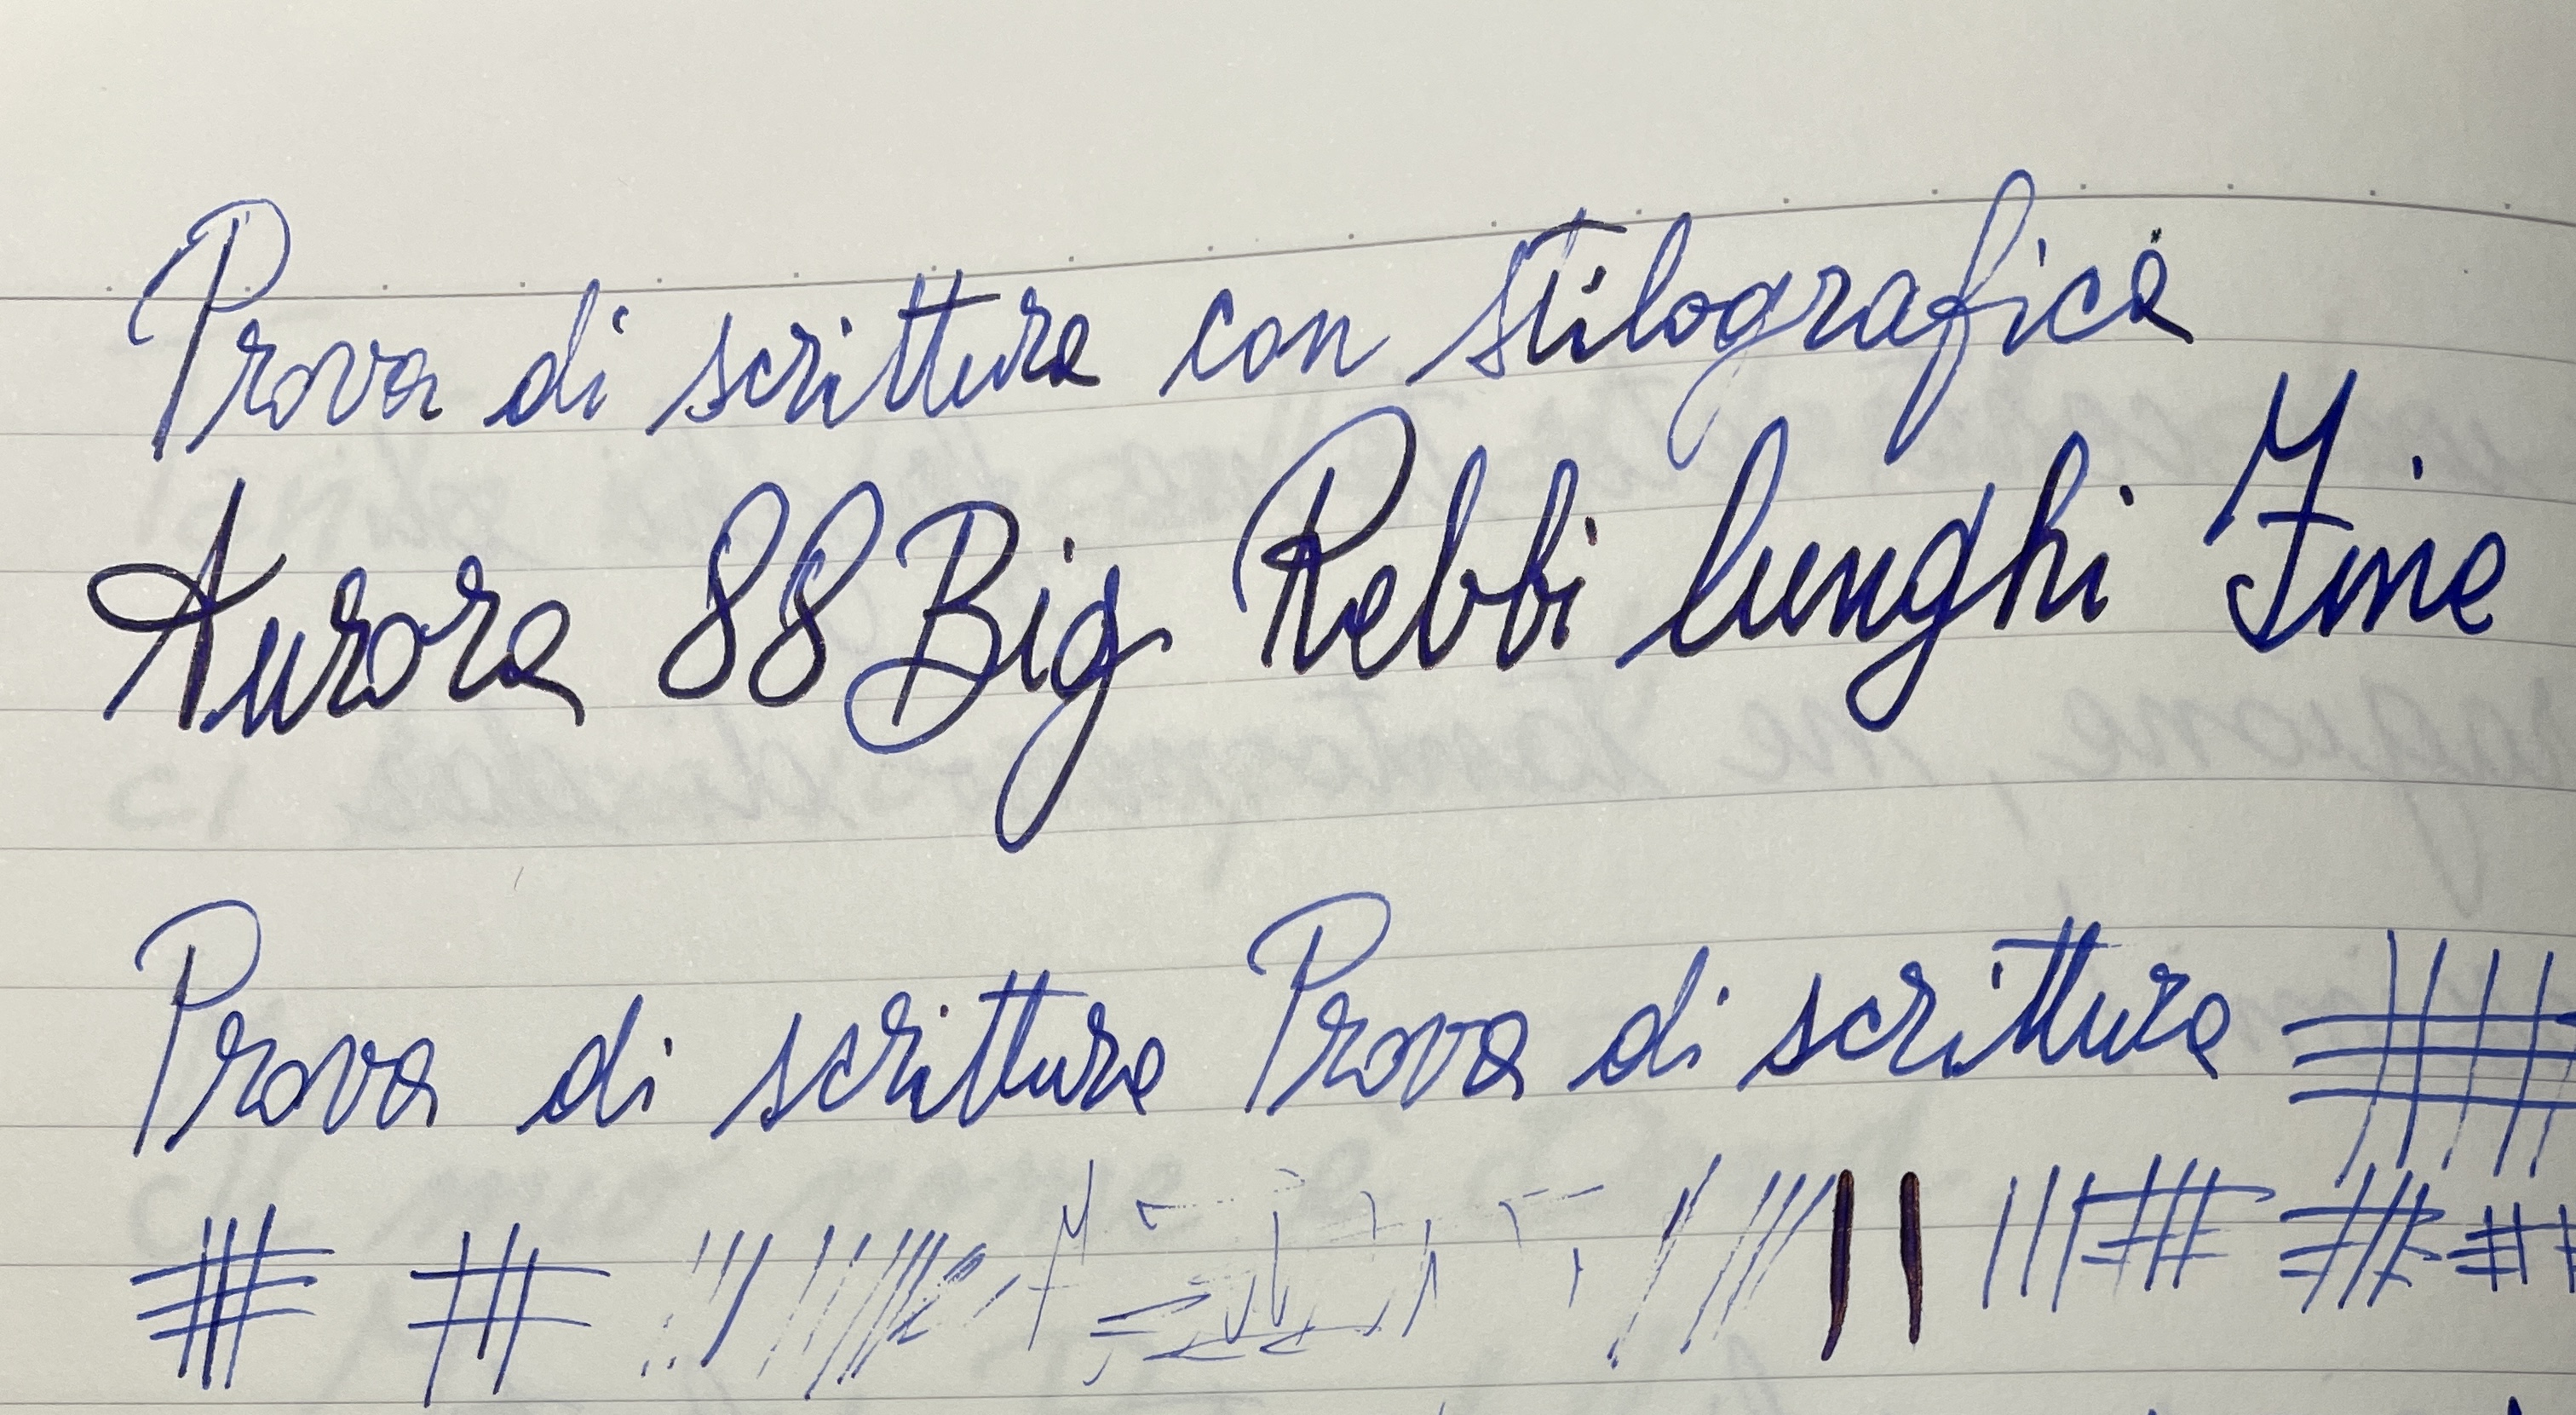 Prova di scrittura con stilografica
Aurora 88 Big Rebbi lunghi Fine
Prova di scrittura Prova di scrittura